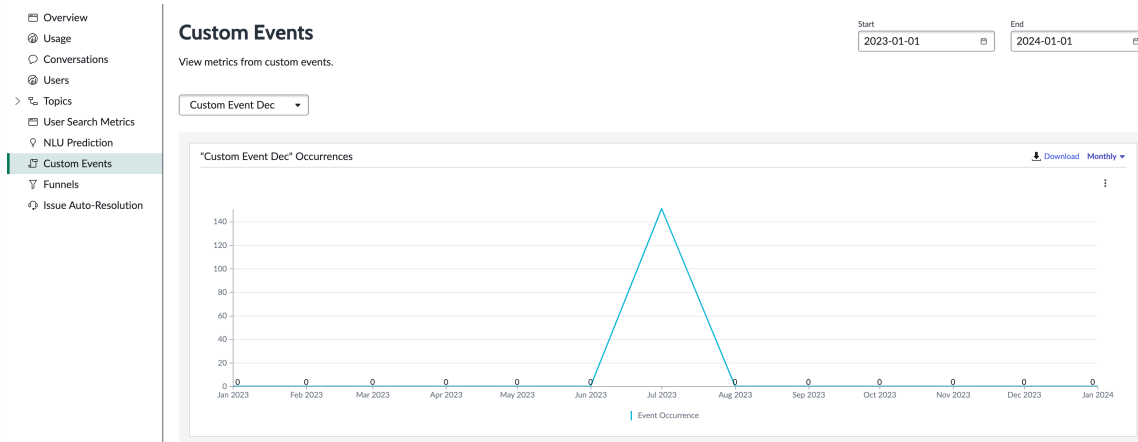 Overview
Usage
Conversations
Users
Topics
User Search Metrics
NLU Prediction
Custom Events
Funnels
Issue Auto-Resolution
Custom Events
View metrics from custom events.
Start
2023-01-01
End
2024-01-01
Custom Event Dec
"Custom Event Dec" Occurrences
Download Monthly
140
120
100
80
60
40
20
0
0 0 0 0 0 0 0 0 0 0 0 0
Jan 2023 Feb 2023 Mar 2023 Apr 2023 May 2023 Jun 2023 Jul 2023 Aug 2023 Sep 2023 Oct 2023 Nov 2023 Dec 2023 Jan 2024
Event Occurrence